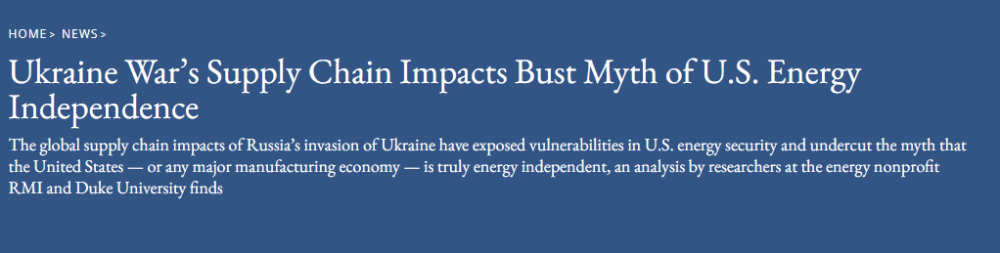 HOME> NEWS>
Ukraine War’s Supply Chain Impacts Bust Myth of U.S. Energy
Independence
The global supply chain impacts of Russia’s invasion of Ukraine have exposed vulnerabilities in U.S. energy security and undercut the myth that
the United States — or any major manufacturing economy — is truly energy independent, an analysis by researchers at the energy nonprofit
RMI and Duke University finds